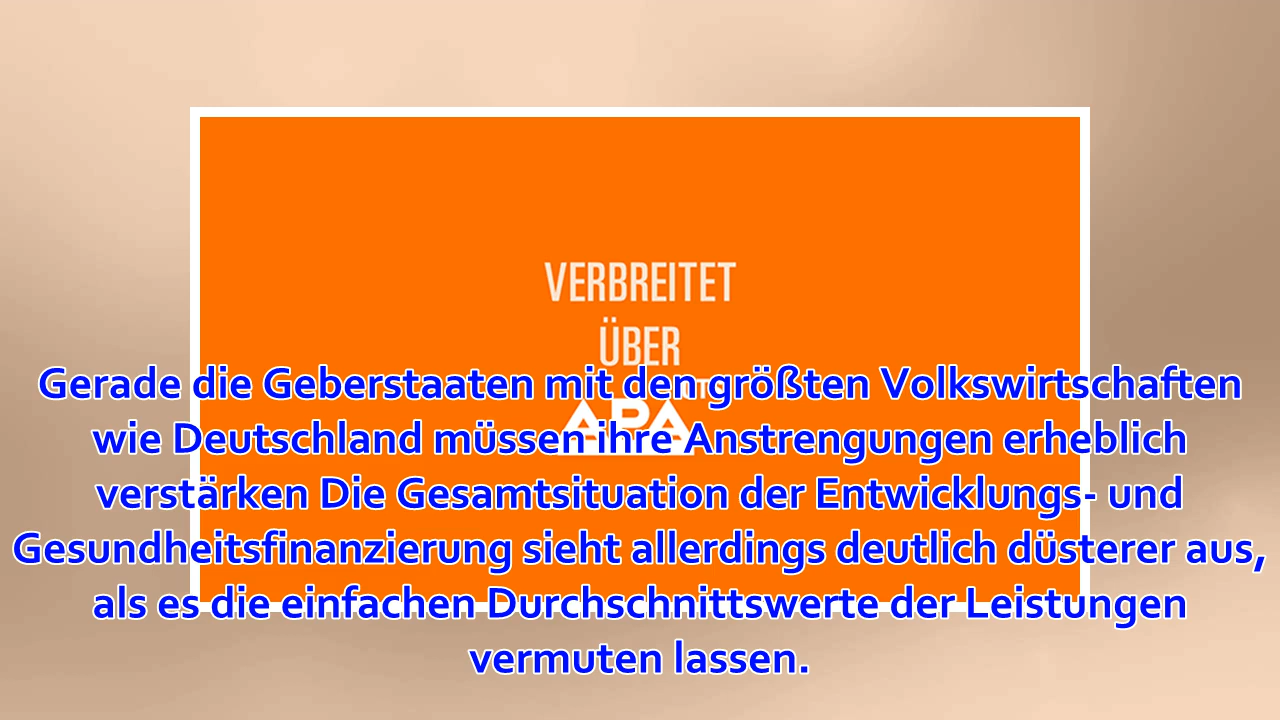 VERBREITET
ÜBER
APA
Gerade die Geberstaaten mit den größten Volkswirtschaften
wie Deutschland müssen ihre Anstrengungen erheblich
verstärken Die Gesamtsituation der Entwicklungs- und
Gesundheitsfinanzierung sieht allerdings deutlich düsterer aus,
als es die einfachen Durchschnittswerte der Leistungen
vermuten lassen.